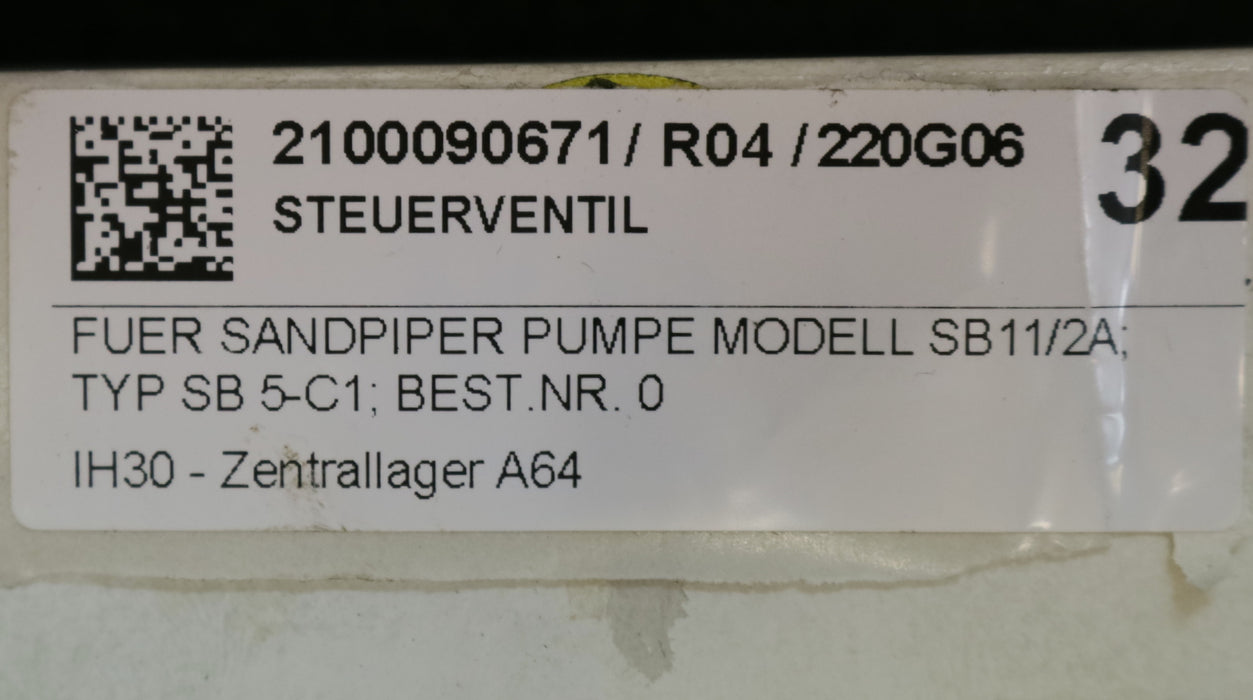 2100090671/ R04 /220G06 32
STEUERVENTIL
FUER SANDPIPER PUMPE MODELL SB11/2A;
TYP SB 5-C1; BEST.NR. 0
IH30 - Zentrallager A64